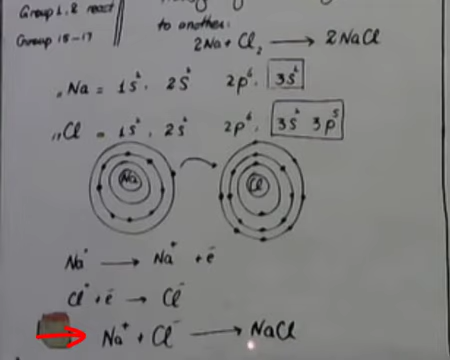 Group 1, 2 react
Group 15-17
to another:
2Na + Cl₂ → 2NaCl
₁₁Na = 1s² 2s² 2p⁶ 3s¹
₁₇Cl = 1s² 2s² 2p⁶ 3s² 3p⁵
Na
Cl
Na° → Na⁺ + e⁻
Cl° + e⁻ → Cl⁻
Na⁺ + Cl⁻ → NaCl